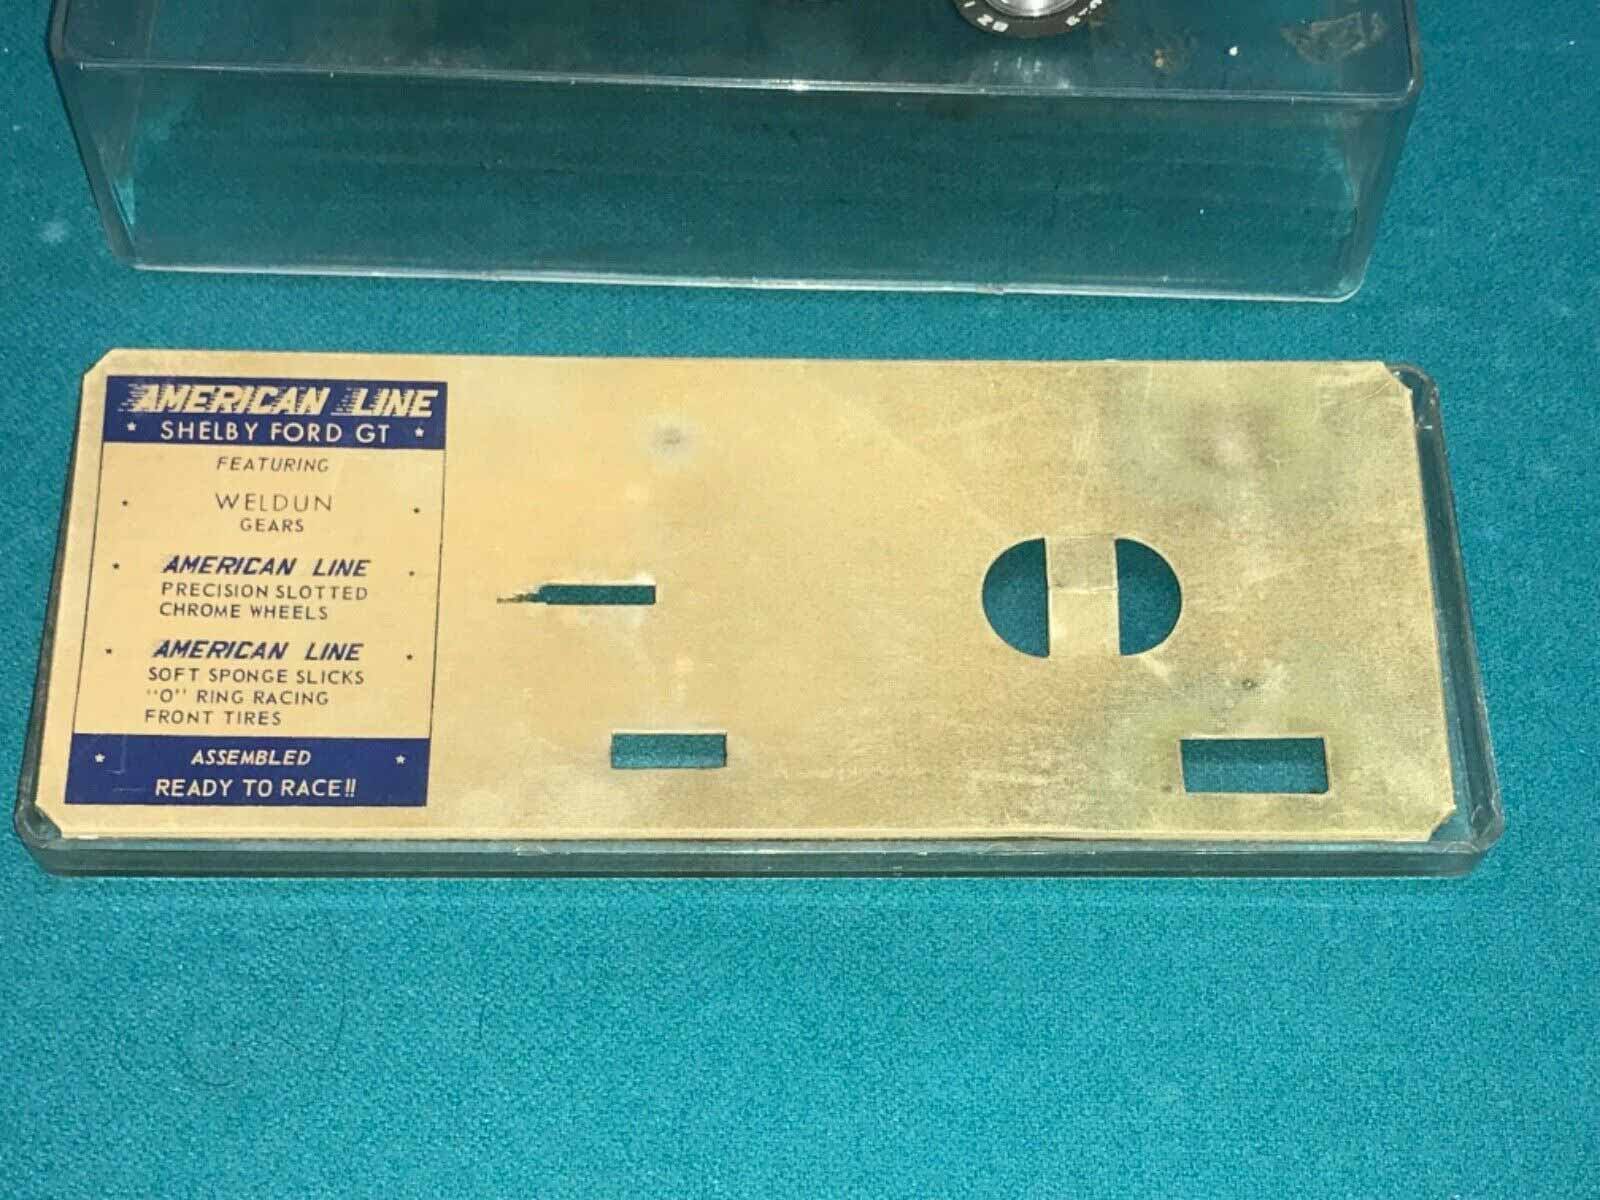 AMERICAN LINE
SHELBY FORD GT
FEATURING
WELDUN
GEARS
AMERICAN LINE
PRECISION SLOTTED
CHROME WHEELS
AMERICAN LINE
SOFT SPONGE SLICKS
"O" RING RACING
FRONT TIRES
ASSEMBLED
READY TO RACE!!